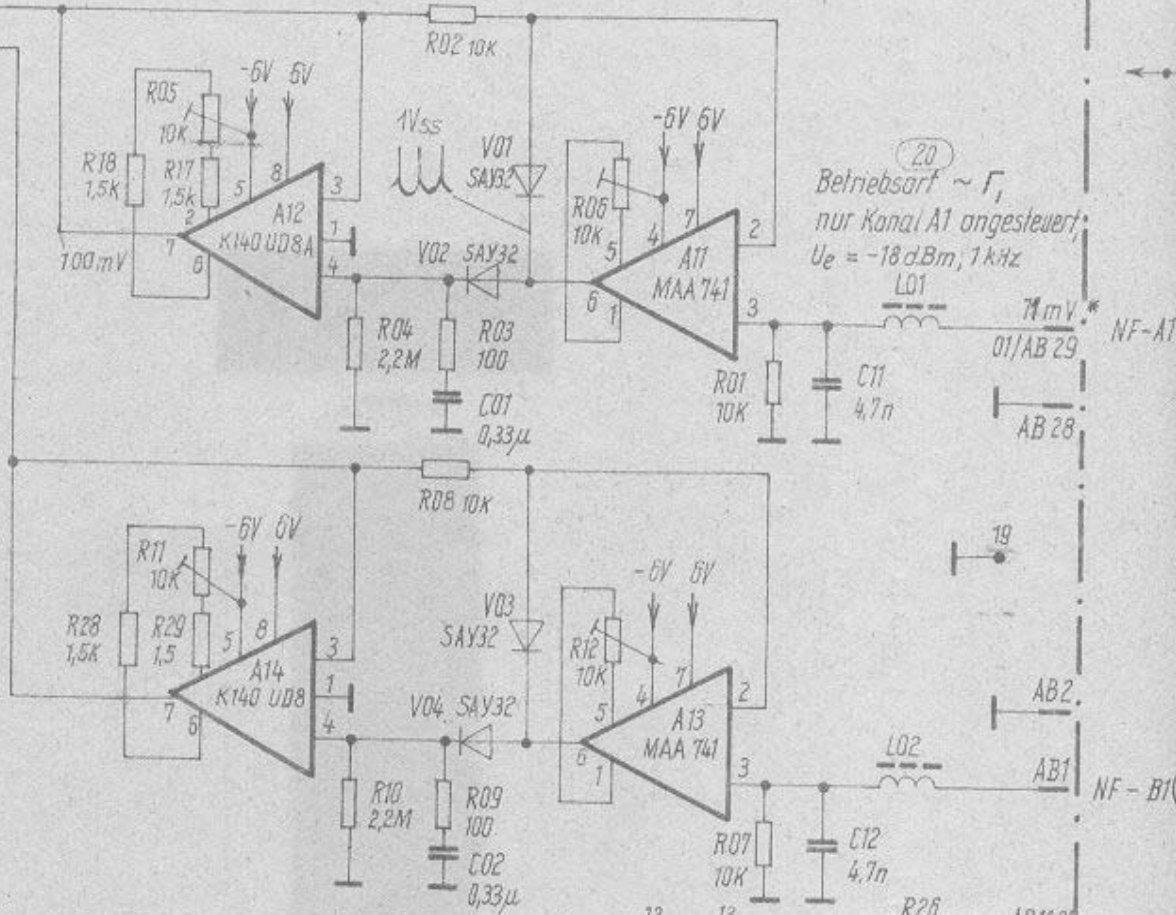 R02 10K
-6V 6V
R05
10K
1Vss
V01
SAY32
-6V 6V
20
Betriebsart ~ Γ,
nur Kanal A1 angesteuert,
Ue = -18 dBm, 1 kHz
R18
1,5k
R17
1,5k
5
8
3
2
A12
K140 UD8A
1
4
7
6
100mV
V02 SAY32
R06
10K
5
4
7
2
A11
MAA 741
6
1
3
L01
71 mV *
NF-A1
01/AB 29
R04
2,2M
R03
100
C01
0,33µ
R01
10K
C11
4,7n
AB 28
R08 10K
19
-6V 6V
R11
10K
V03
SAY32
-6V 6V
R28
1,5K
R29
1,5
5
8
3
2
A14
K140 UD8
1
4
7
6
V04 SAY32
R12
10K
5
4
7
2
A13
MAA 741
6
1
3
AB2
L02
AB1
NF-B1
R10
2,2M
R09
100
C02
0,33µ
R07
10K
C12
4,7n
R26